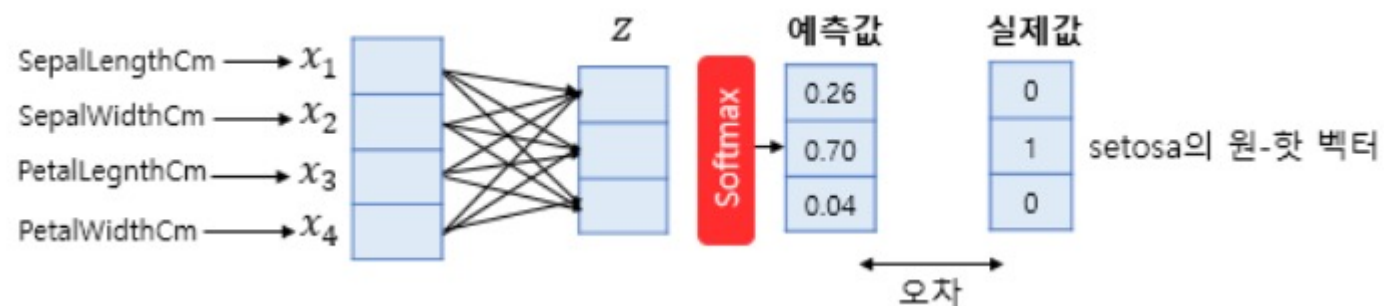 SepalLengthCm x₁
SepalWidthCm x₂
PetalLegnthCm x₃
PetalWidthCm x₄
z
Softmax
예측값
0.26
0.70
0.04
실제값
0
1
0
setosa의 원-핫 벡터
오차